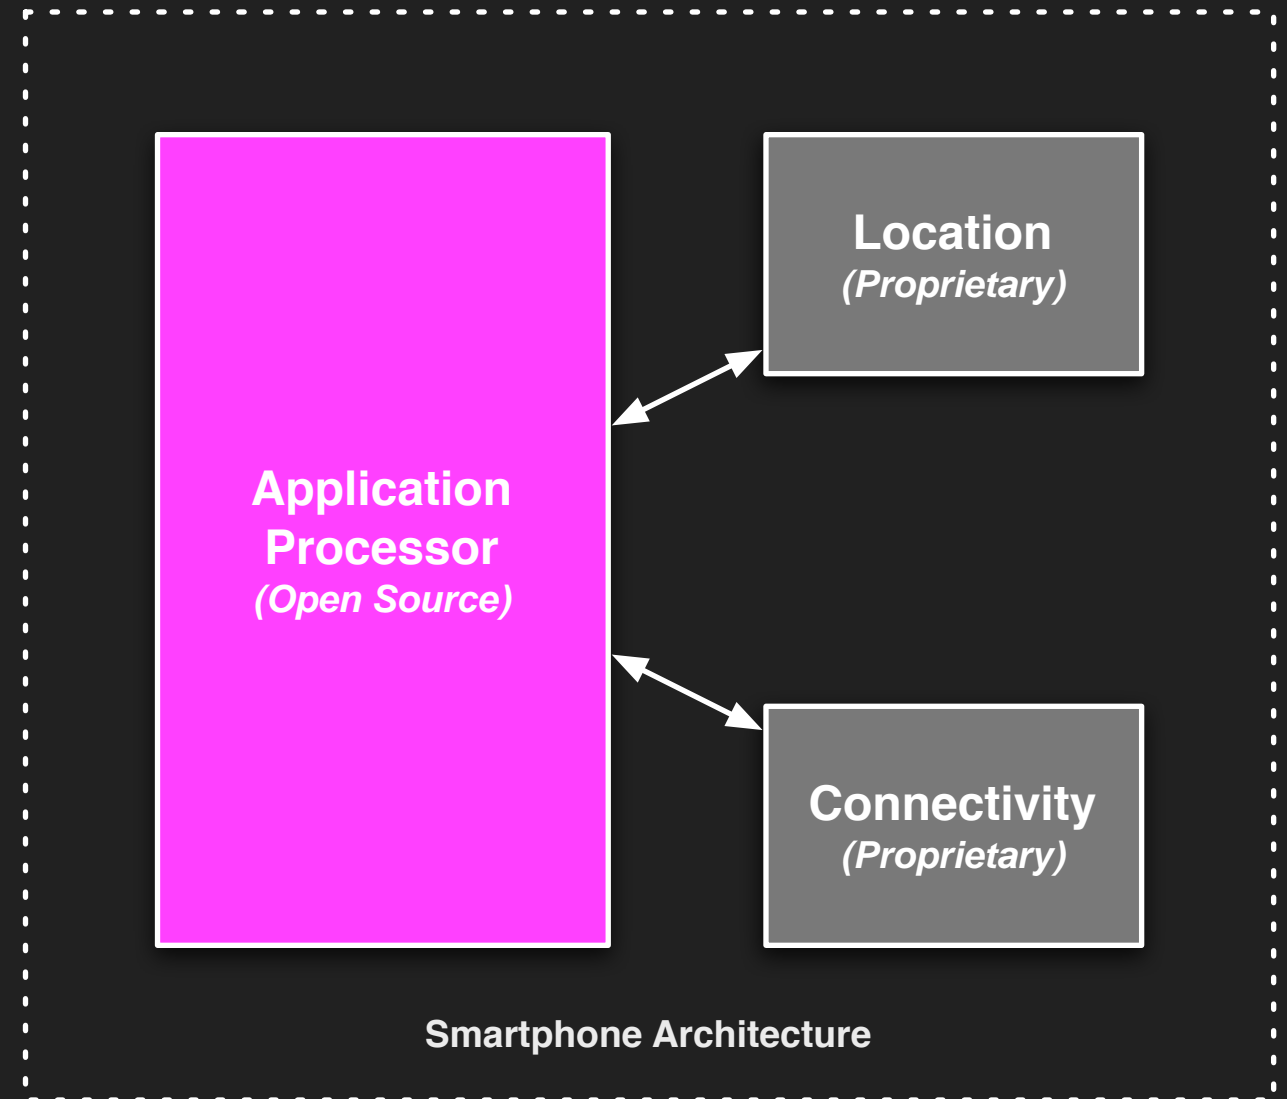 Application
Processor
(Open Source)
Location
(Proprietary)
Connectivity
(Proprietary)
Smartphone Architecture